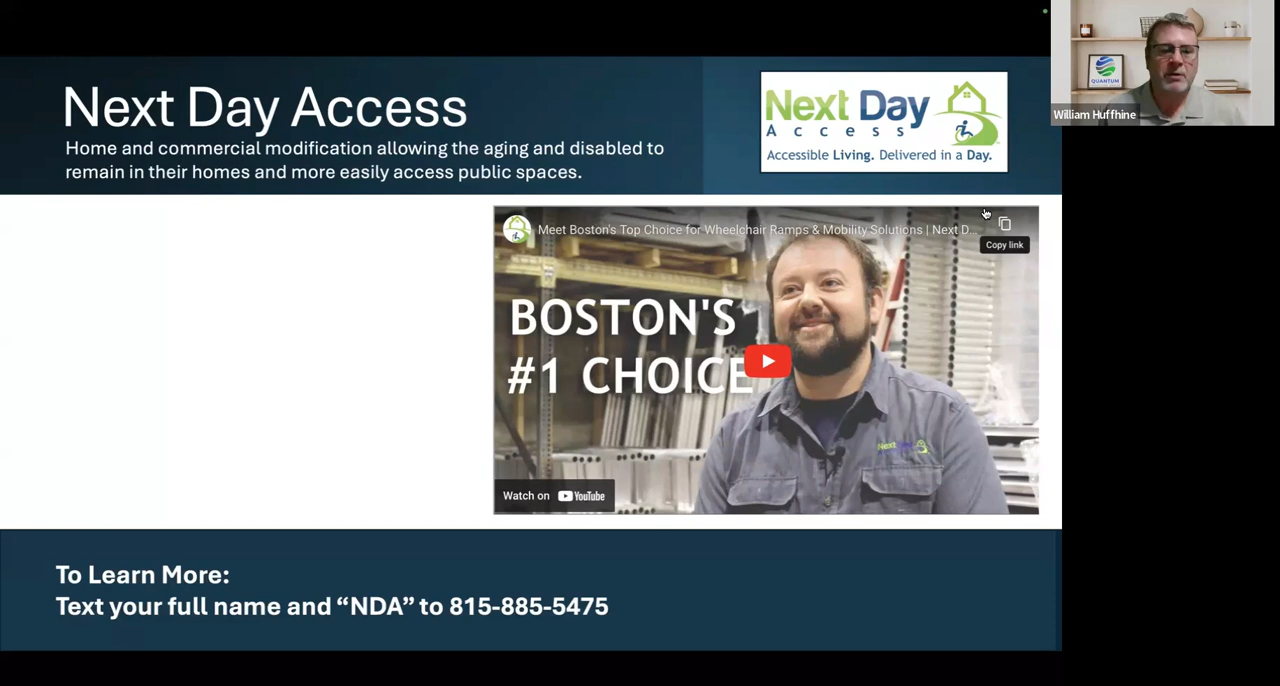 Next Day Access
Home and commercial modification allowing the aging and disabled to
remain in their homes and more easily access public spaces.
Next Day
Access
Accessible Living. Delivered in a Day.
QUANTUM
William Huffhine
Meet Boston's Top Choice for Wheelchair Ramps & Mobility Solutions | Next D...
Copy link
BOSTON'S
#1 CHOICE
Next Day
Watch on YouTube
To Learn More:
Text your full name and “NDA” to 815-885-5475